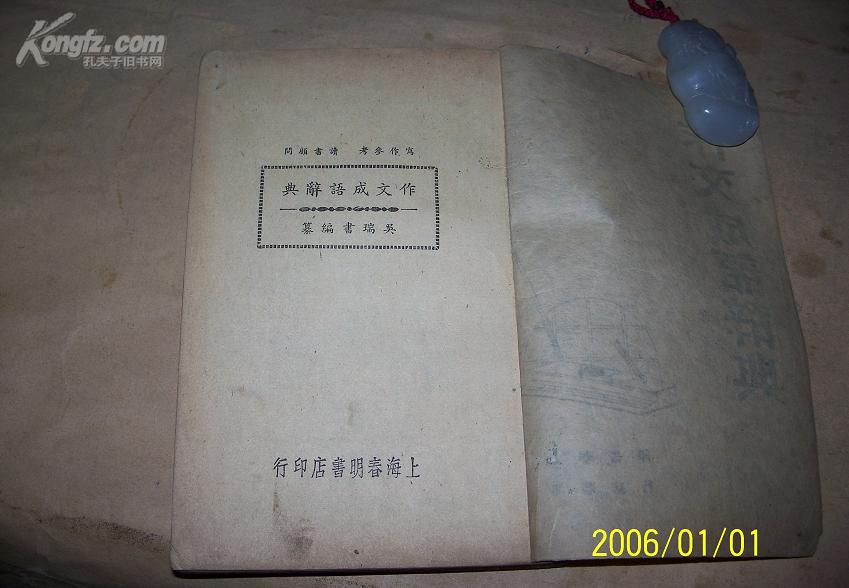 Kongfz.com
孔夫子旧书网
寫作參考 讀書顧問
作文成語辭典
吳瑞書編纂
上海春明書店印行
2006/01/01